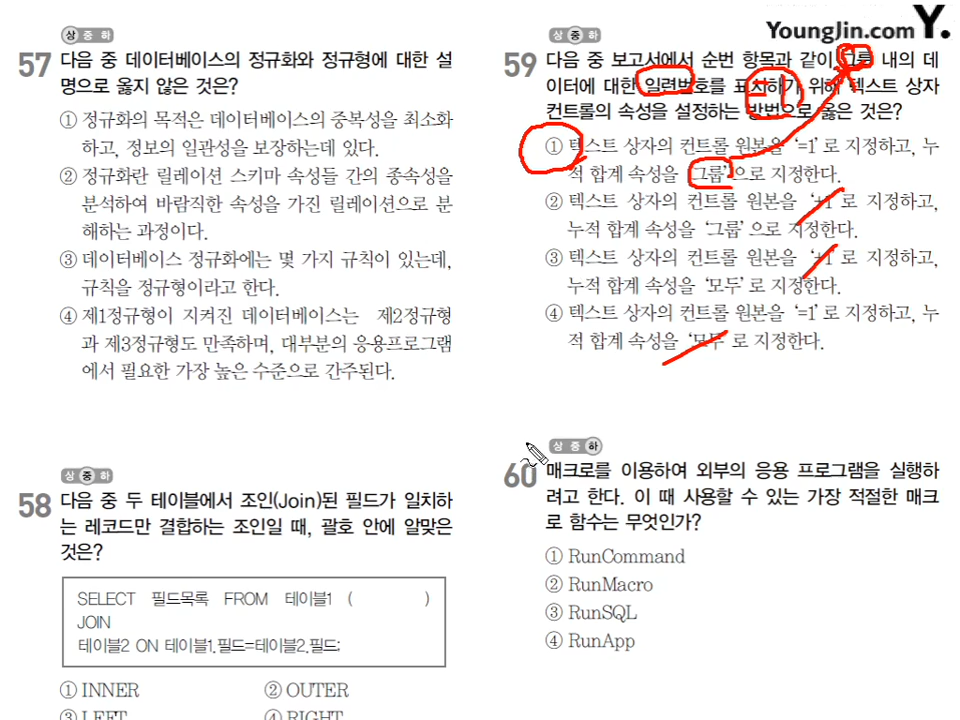 YoungJin.com Y.
상 중 하
57 다음 중 데이터베이스의 정규화와 정규형에 대한 설
명으로 옳지 않은 것은?
① 정규화의 목적은 데이터베이스의 중복성을 최소화
하고, 정보의 일관성을 보장하는데 있다.
② 정규화란 릴레이션 스키마 속성들 간의 종속성을
분석하여 바람직한 속성을 가진 릴레이션으로 분
해하는 과정이다.
③ 데이터베이스 정규화에는 몇 가지 규칙이 있는데,
규칙을 정규형이라고 한다.
④ 제1정규형이 지켜진 데이터베이스는 제2정규형
과 제3정규형도 만족하며, 대부분의 응용프로그램
에서 필요한 가장 높은 수준으로 간주된다.
상 중 하
58 다음 중 두 테이블에서 조인(Join)된 필드가 일치하
는 레코드만 결합하는 조인일 때, 괄호 안에 알맞은
것은?
SELECT 필드목록 FROM 테이블1 ( )
JOIN
테이블2 ON 테이블1.필드=테이블2.필드;
① INNER ② OUTER
③ LEFT ④ RIGHT
상 중 하
59 다음 중 보고서에서 순번 항목과 같이 그룹 내의 데
이터에 대한 일련번호를 표시하기 위해 텍스트 상자
컨트롤의 속성을 설정하는 방법으로 옳은 것은?
=1
① 텍스트 상자의 컨트롤 원본을 '=1'로 지정하고, 누
적 합계 속성을 '그룹'으로 지정한다.
② 텍스트 상자의 컨트롤 원본을 '+1'로 지정하고,
누적 합계 속성을 '그룹'으로 지정한다.
③ 텍스트 상자의 컨트롤 원본을 '+1'로 지정하고,
누적 합계 속성을 '모두'로 지정한다.
④ 텍스트 상자의 컨트롤 원본을 '=1'로 지정하고, 누
적 합계 속성을 '모두'로 지정한다.
상 중 하
60 매크로를 이용하여 외부의 응용 프로그램을 실행하
려고 한다. 이 때 사용할 수 있는 가장 적절한 매크
로 함수는 무엇인가?
① RunCommand
② RunMacro
③ RunSQL
④ RunApp